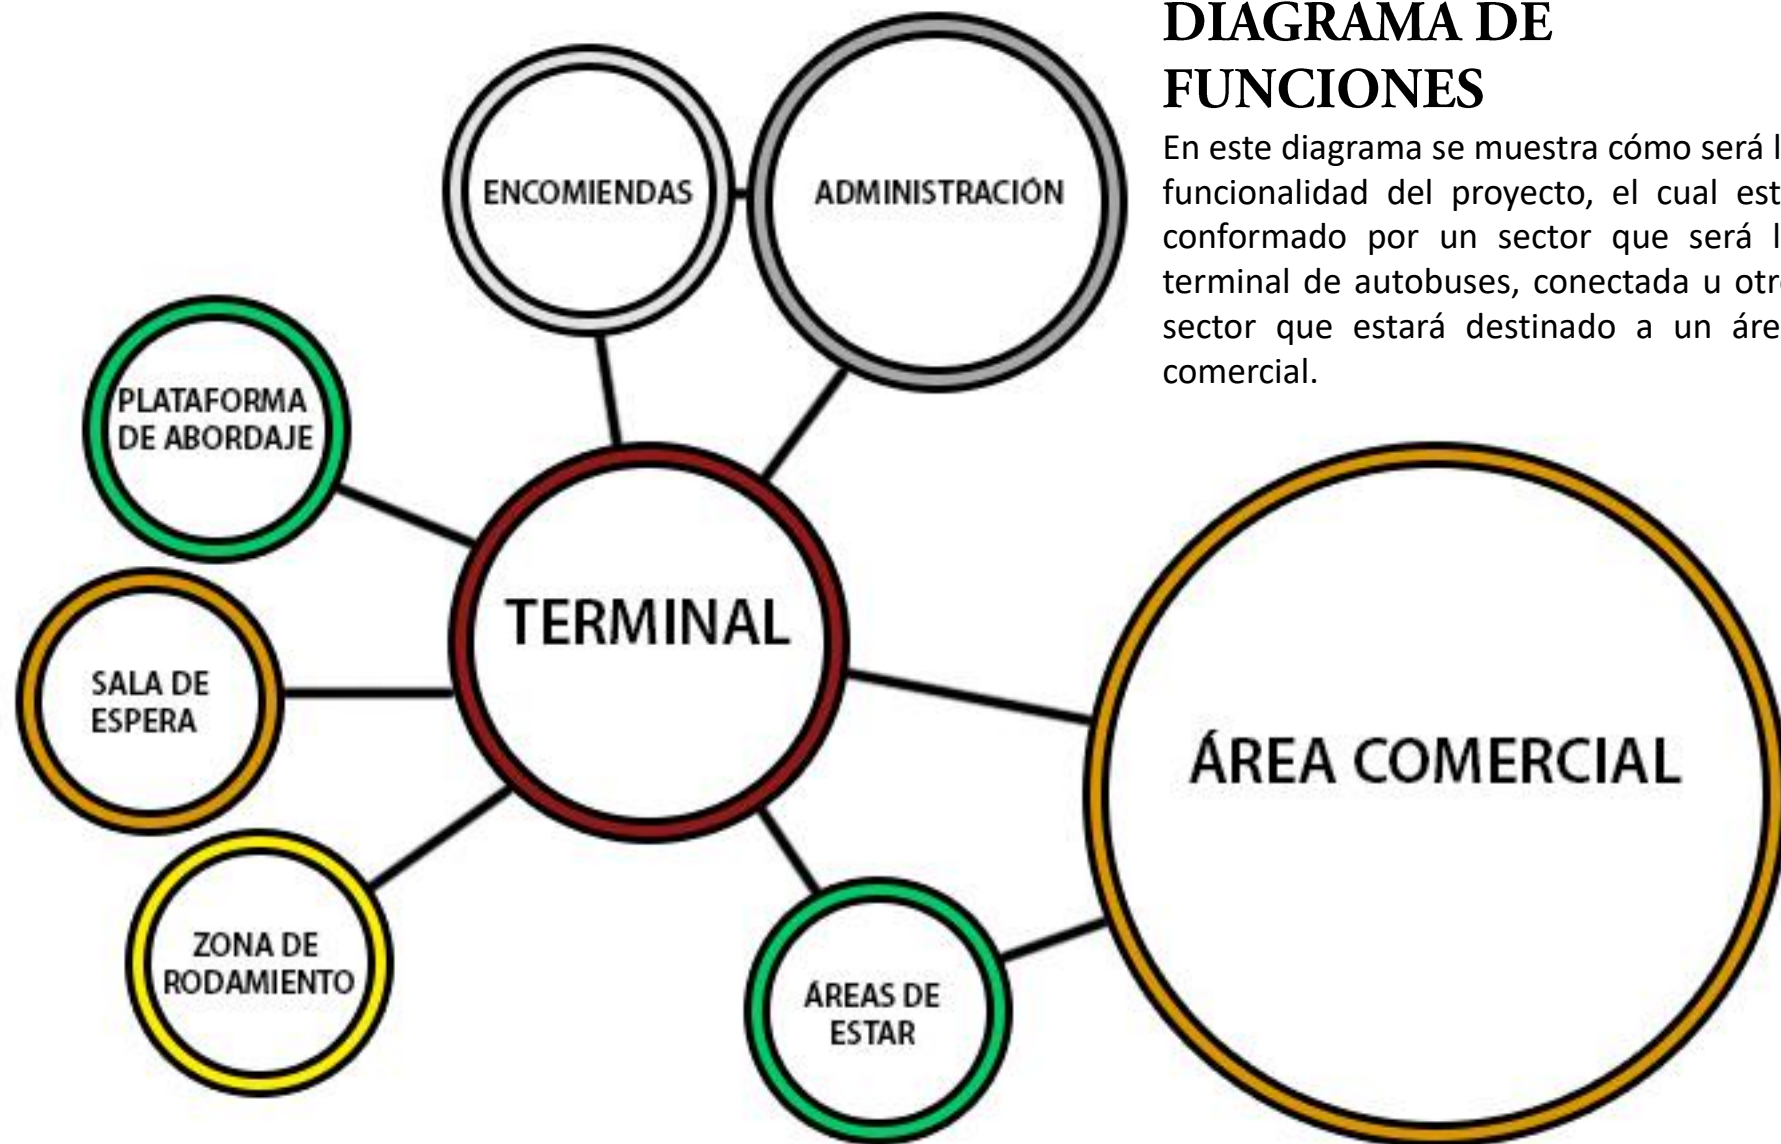 DIAGRAMA DE
FUNCIONES
En este diagrama se muestra cómo será l
funcionalidad del proyecto, el cual est
conformado por un sector que será l
terminal de autobuses, conectada u otr
sector que estará destinado a un áre
comercial.
ENCOMIENDAS
ADMINISTRACIÓN
PLATAFORMA
DE ABORDAJE
TERMINAL
SALA DE
ESPERA
ÁREA COMERCIAL
ZONA DE
RODAMIENTO
ÁREAS DE
ESTAR